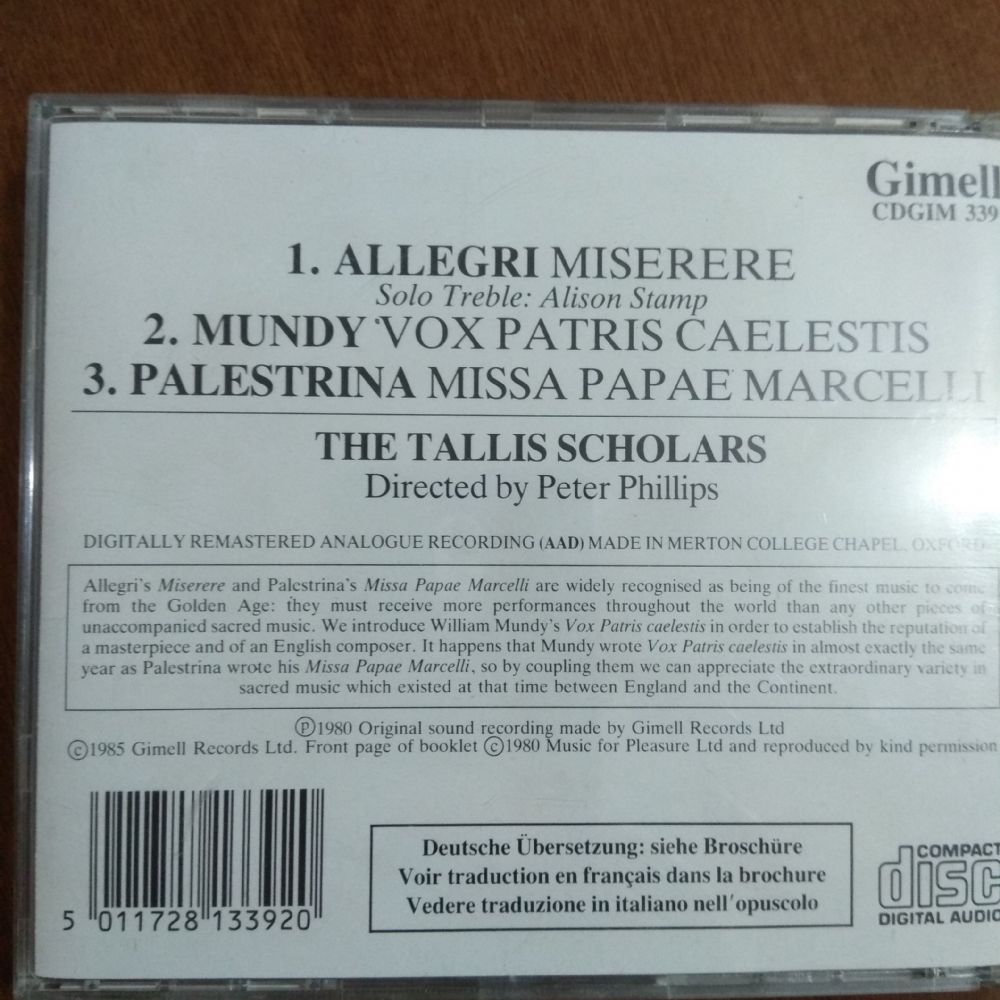 Gimell
CDGIM 339
1. ALLEGRI MISERERE
Solo Treble: Alison Stamp
2. MUNDY VOX PATRIS CAELESTIS
3. PALESTRINA MISSA PAPAE MARCELLI
THE TALLIS SCHOLARS
Directed by Peter Phillips
DIGITALLY REMASTERED ANALOGUE RECORDING (AAD) MADE IN MERTON COLLEGE CHAPEL, OXFORD
Allegri's Miserere and Palestrina's Missa Papae Marcelli are widely recognised as being of the finest music to come
from the Golden Age: they must receive more performances throughout the world than any other pieces of
unaccompanied sacred music. We introduce William Mundy's Vox Patris caelestis in order to establish the reputation of
a masterpiece and of an English composer. It happens that Mundy wrote Vox Patris caelestis in almost exactly the same
year as Palestrina wrote his Missa Papae Marcelli, so by coupling them we can appreciate the extraordinary variety in
sacred music which existed at that time between England and the Continent.
℗1980 Original sound recording made by Gimell Records Ltd
©1985 Gimell Records Ltd. Front page of booklet ©1980 Music for Pleasure Ltd and reproduced by kind permission
Deutsche Übersetzung: siehe Broschüre
Voir traduction en français dans la brochure
Vedere traduzione in italiano nell'opuscolo
COMPACT
disc
DIGITAL AUDIO
5 011728 133920